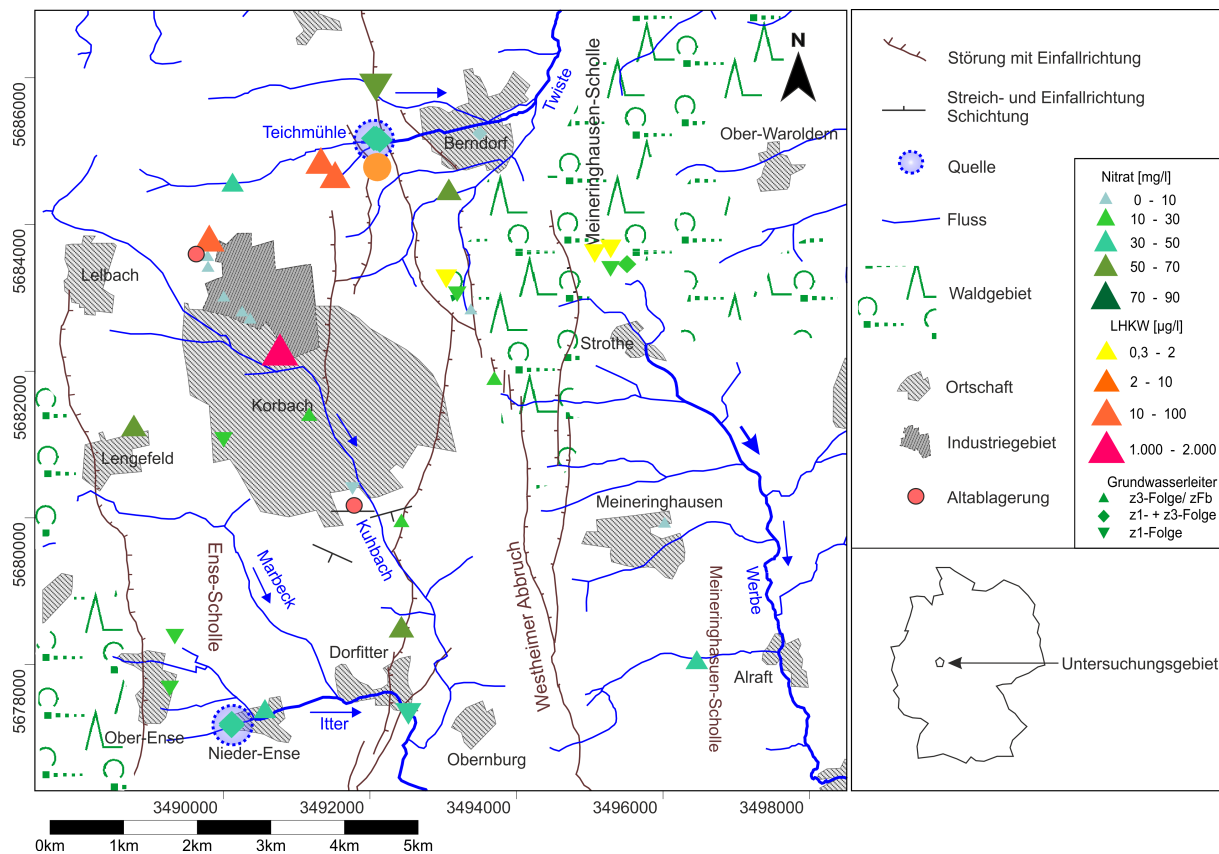 N
Teichmühle
Berndorf
Twiste
Meineringhausen-Scholle
Ober-Waroldern
Lelbach
Strothe
Korbach
Lengefeld
Meineringhausen
Kuhbach
Marbeck
Ense-Scholle
Westheimer Abbruch
Meineringhasuen-Scholle
Werbe
Dorfitter
Alraft
Itter
Ober-Ense
Nieder-Ense
Obernburg
5686000
5684000
5682000
5680000
5678000
3490000
3492000
3494000
3496000
3498000
0km
1km
2km
3km
4km
5km
Störung mit Einfallrichtung
Streich- und Einfallrichtung
Schichtung
Quelle
Fluss
Waldgebiet
Ortschaft
Industriegebiet
Altablagerung
Nitrat [mg/l]
0 - 10
10 - 30
30 - 50
50 - 70
70 - 90
LHKW [µg/l]
0,3 - 2
2 - 10
10 - 100
1.000 - 2.000
Grundwasserleiter
z3-Folge/ zFb
z1- + z3-Folge
z1-Folge
Untersuchungsgebiet